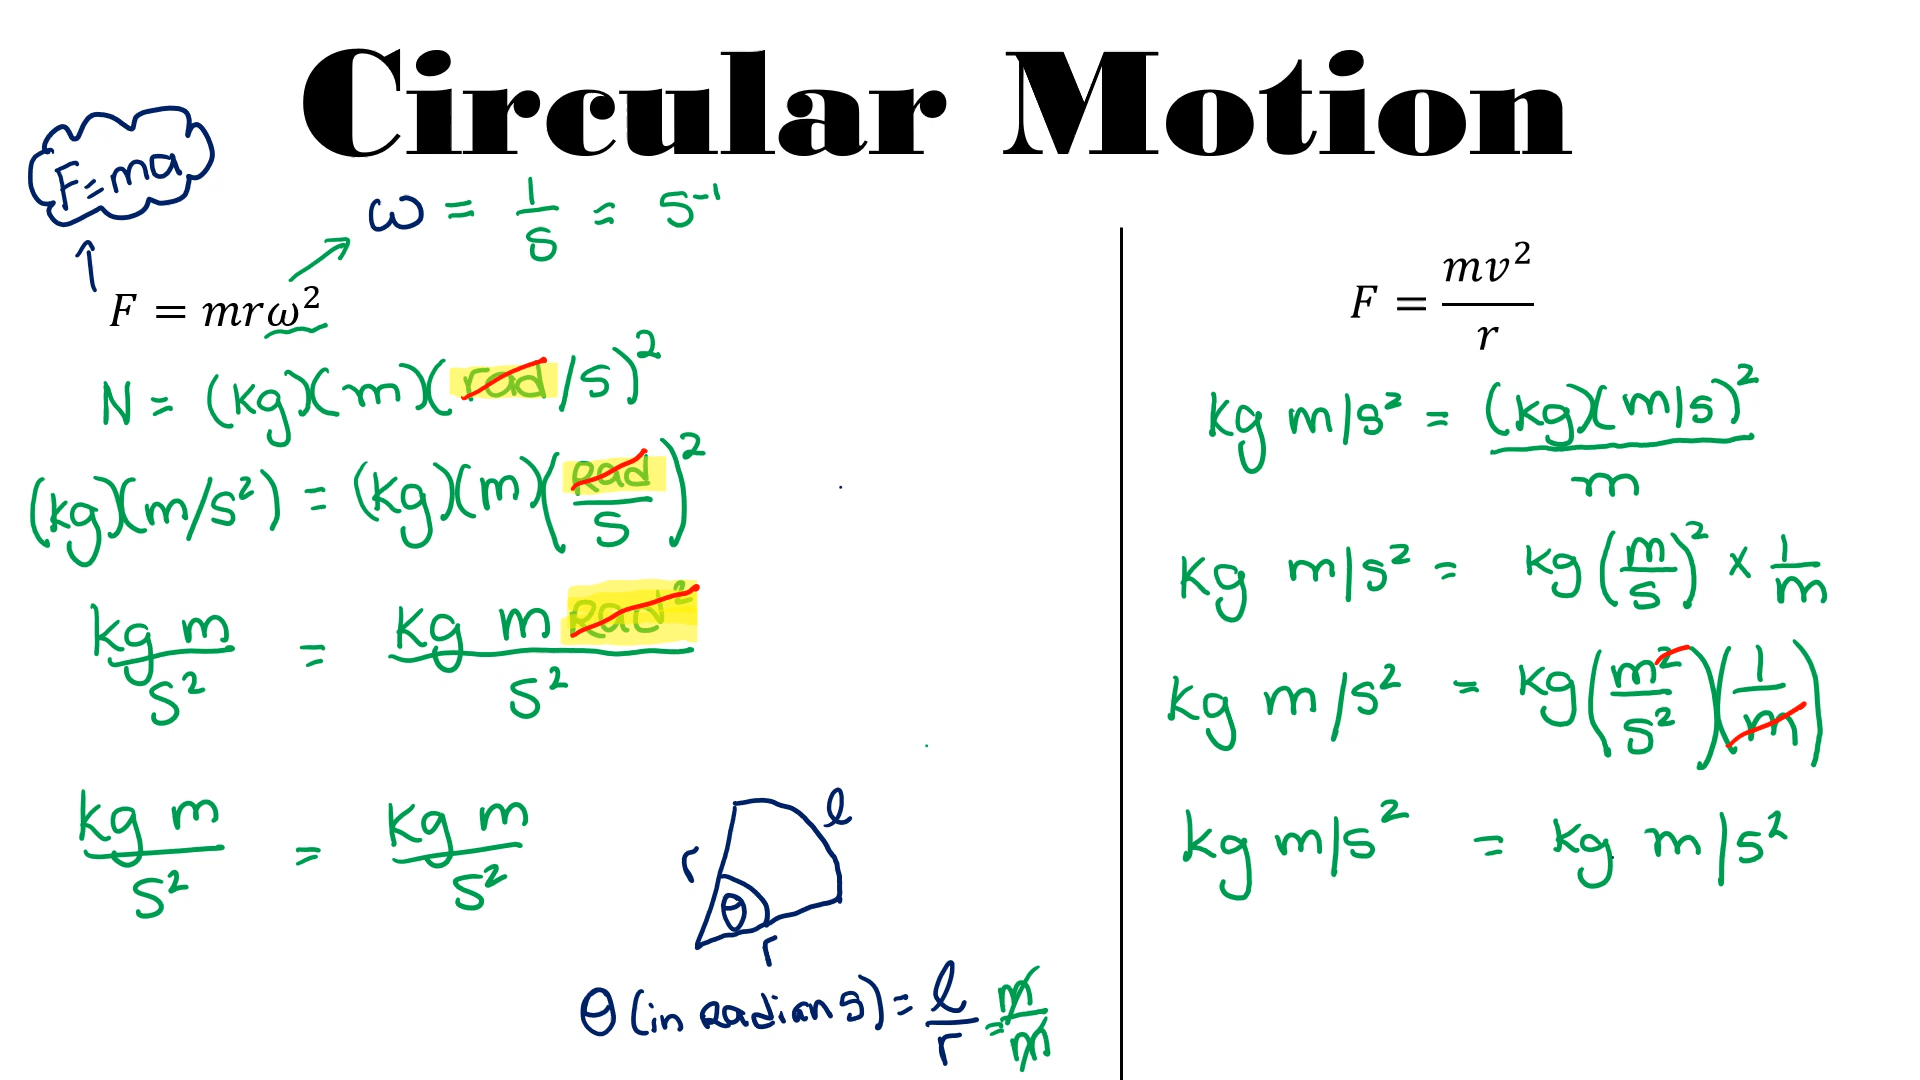 Circular Motion
F = ma
ω = 1/s = s⁻¹
F = mrω²
N = (kg)(m)(rad/s)²
(kg)(m/s²) = (kg)(m)(Rad/s)²
kg m/s² = kg m Rad²/s²
kg m/s² = kg m/s²
r
θ
l
r
θ (in Radians) = l/r = m/m
F = mv²/r
kg m/s² = (kg)(m/s)²/m
kg m/s² = kg (m/s)² × 1/m
kg m/s² = kg (m²/s²)(1/m)
kg m/s² = kg m/s²